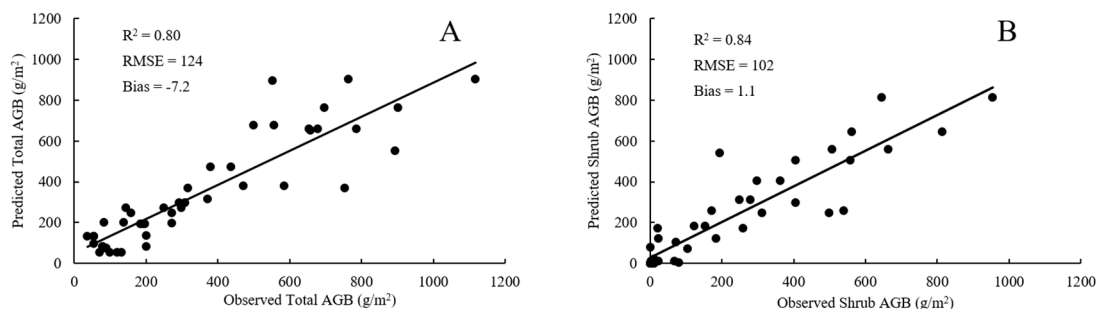 A
R² = 0.80
RMSE = 124
Bias = -7.2
Predicted Total AGB (g/m²)
1200
1000
800
600
400
200
0
0 200 400 600 800 1000 1200
Observed Total AGB (g/m²)
B
R² = 0.84
RMSE = 102
Bias = 1.1
Predicted Shrub AGB (g/m²)
1200
1000
800
600
400
200
0
0 200 400 600 800 1000 1200
Observed Shrub AGB (g/m²)